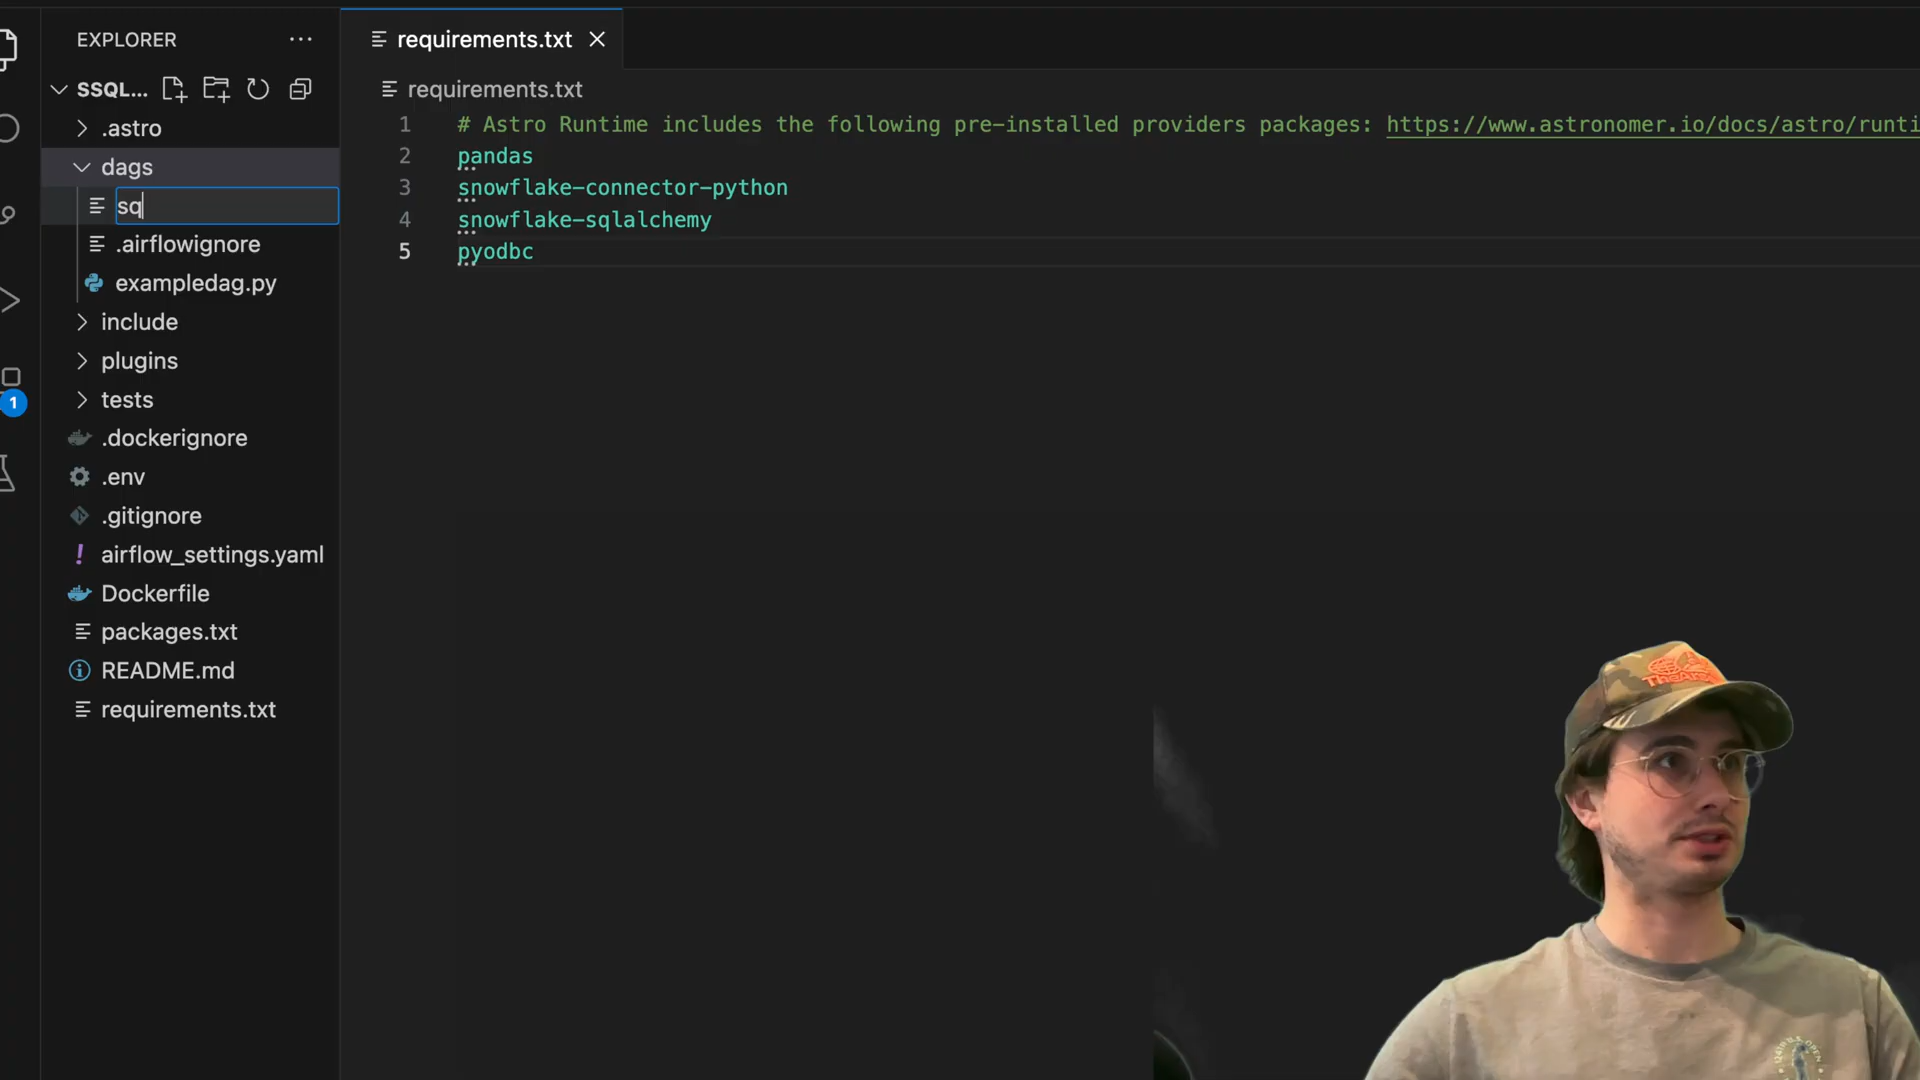 EXPLORER
SSQL...
.astro
dags
sq
.airflowignore
exampledag.py
include
plugins
tests
.dockerignore
.env
.gitignore
airflow_settings.yaml
Dockerfile
packages.txt
README.md
requirements.txt
1
requirements.txt
requirements.txt
1 # Astro Runtime includes the following pre-installed providers packages: https://www.astronomer.io/docs/astro/runti
2 pandas
3 snowflake-connector-python
4 snowflake-sqlalchemy
5 pyodbc